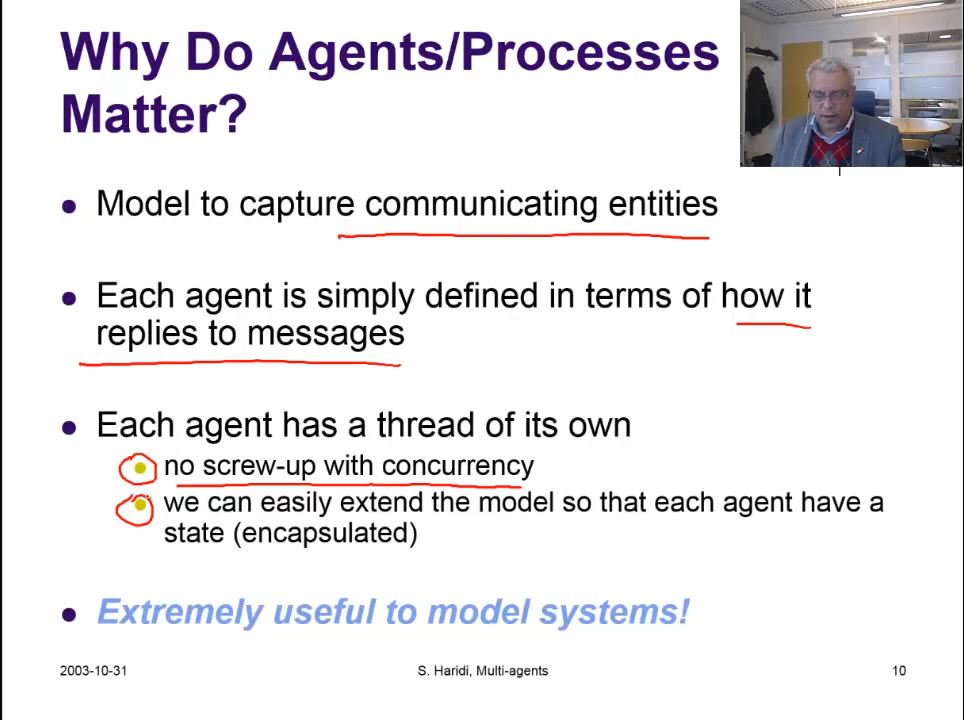 Why Do Agents/Processes
Matter?
Model to capture communicating entities
Each agent is simply defined in terms of how it
replies to messages
Each agent has a thread of its own
no screw-up with concurrency
we can easily extend the model so that each agent have a
state (encapsulated)
Extremely useful to model systems!
2003-10-31 S. Haridi, Multi-agents 10